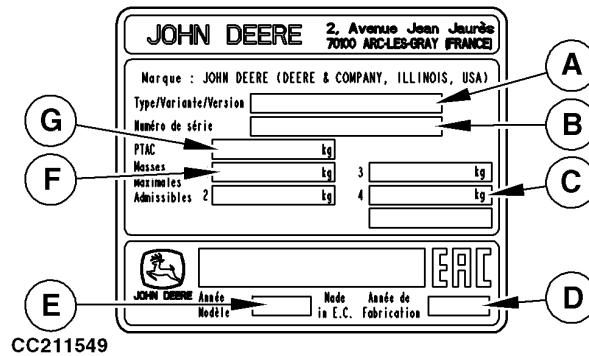 JOHN DEERE
2, Avenue Jean Jaurès
70100 ARC-LES-GRAY (FRANCE)
Marque : JOHN DEERE (DEERE & COMPANY, ILLINOIS, USA)
Type/Variante/Version
A
Numéro de série
B
G
PTAC kg
F
Masses
Maximales
Admissibles
kg
2 kg
3 kg
4 kg
C
JOHN DEERE
EAC
E
Année
Modèle
Made
in E.C.
Année de
Fabrication
D
CC211549